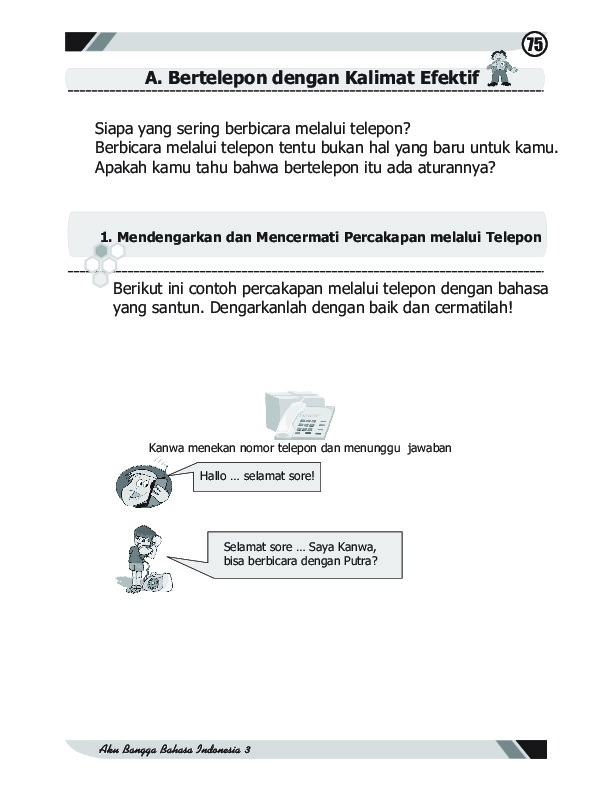 75
A. Bertelepon dengan Kalimat Efektif
Siapa yang sering berbicara melalui telepon?
Berbicara melalui telepon tentu bukan hal yang baru untuk kamu.
Apakah kamu tahu bahwa bertelepon itu ada aturannya?
1. Mendengarkan dan Mencermati Percakapan melalui Telepon
Berikut ini contoh percakapan melalui telepon dengan bahasa
yang santun. Dengarkanlah dengan baik dan cermatilah!
Kanwa menekan nomor telepon dan menunggu jawaban
Hallo ... selamat sore!
Selamat sore ... Saya Kanwa,
bisa berbicara dengan Putra?
Aku Bangga Bahasa Indonesia 3